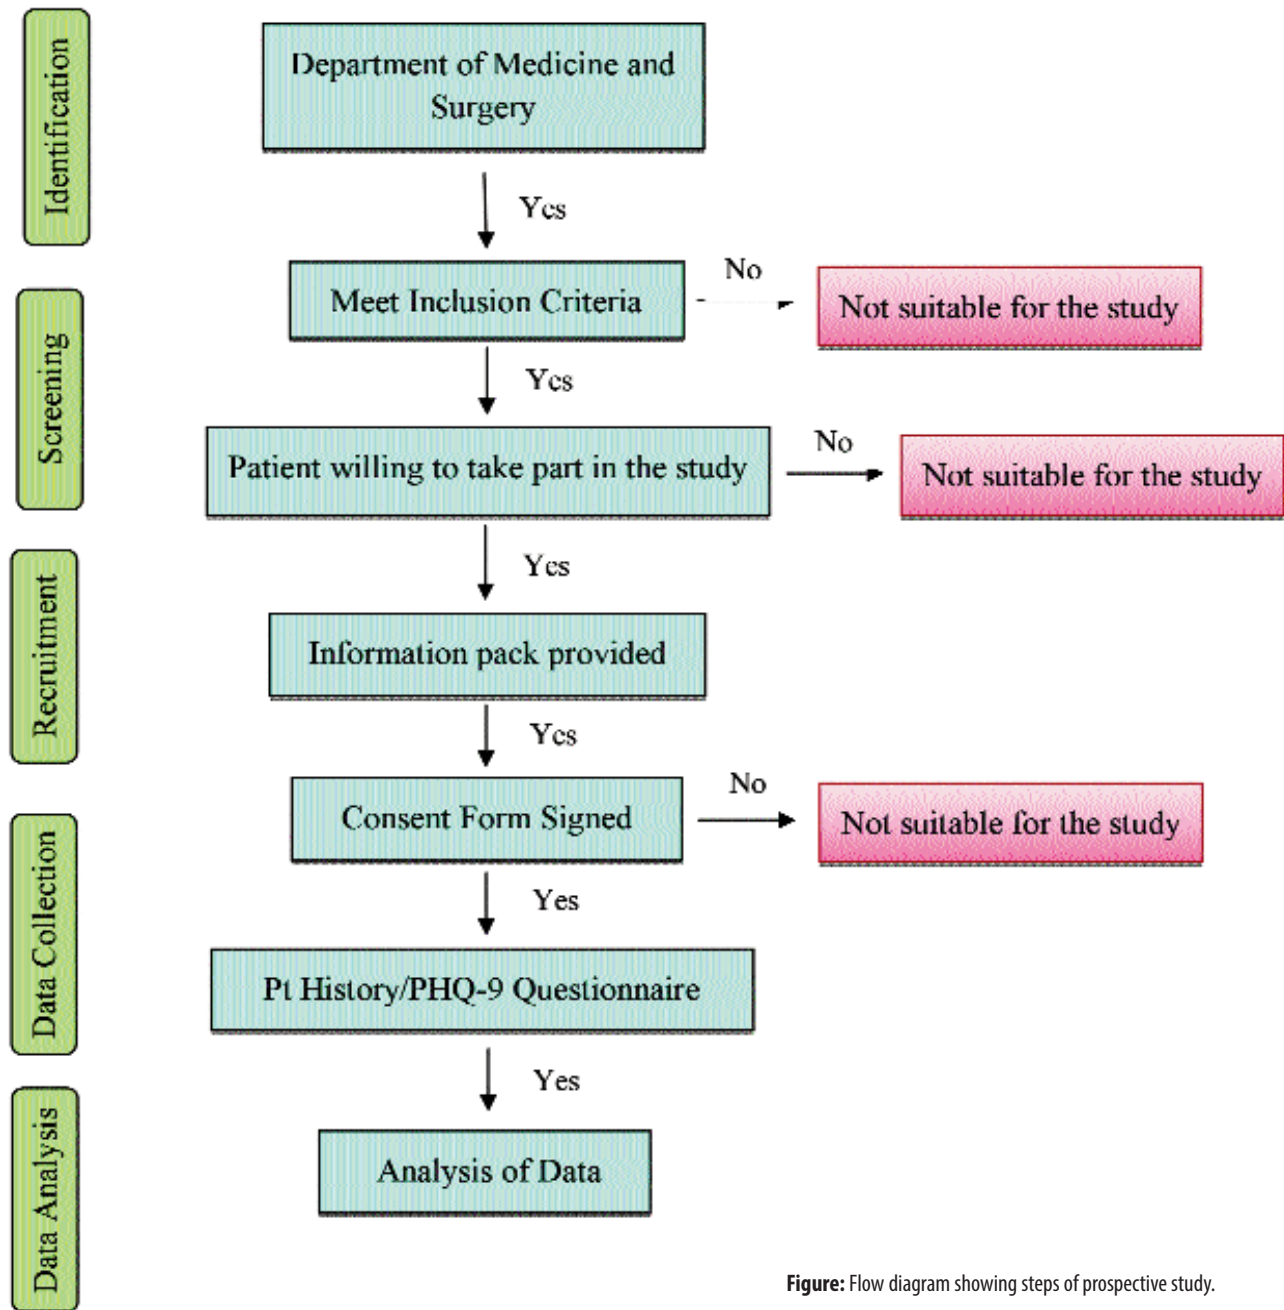 Identification
Department of Medicine and
Surgery
Yes
Meet Inclusion Criteria
No
Not suitable for the study
Screening
Yes
Patient willing to take part in the study
No
Not suitable for the study
Yes
Recruitment
Information pack provided
Yes
Consent Form Signed
No
Not suitable for the study
Data Collection
Yes
Pt History/PHQ-9 Questionnaire
Yes
Data Analysis
Analysis of Data
Figure: Flow diagram showing steps of prospective study.